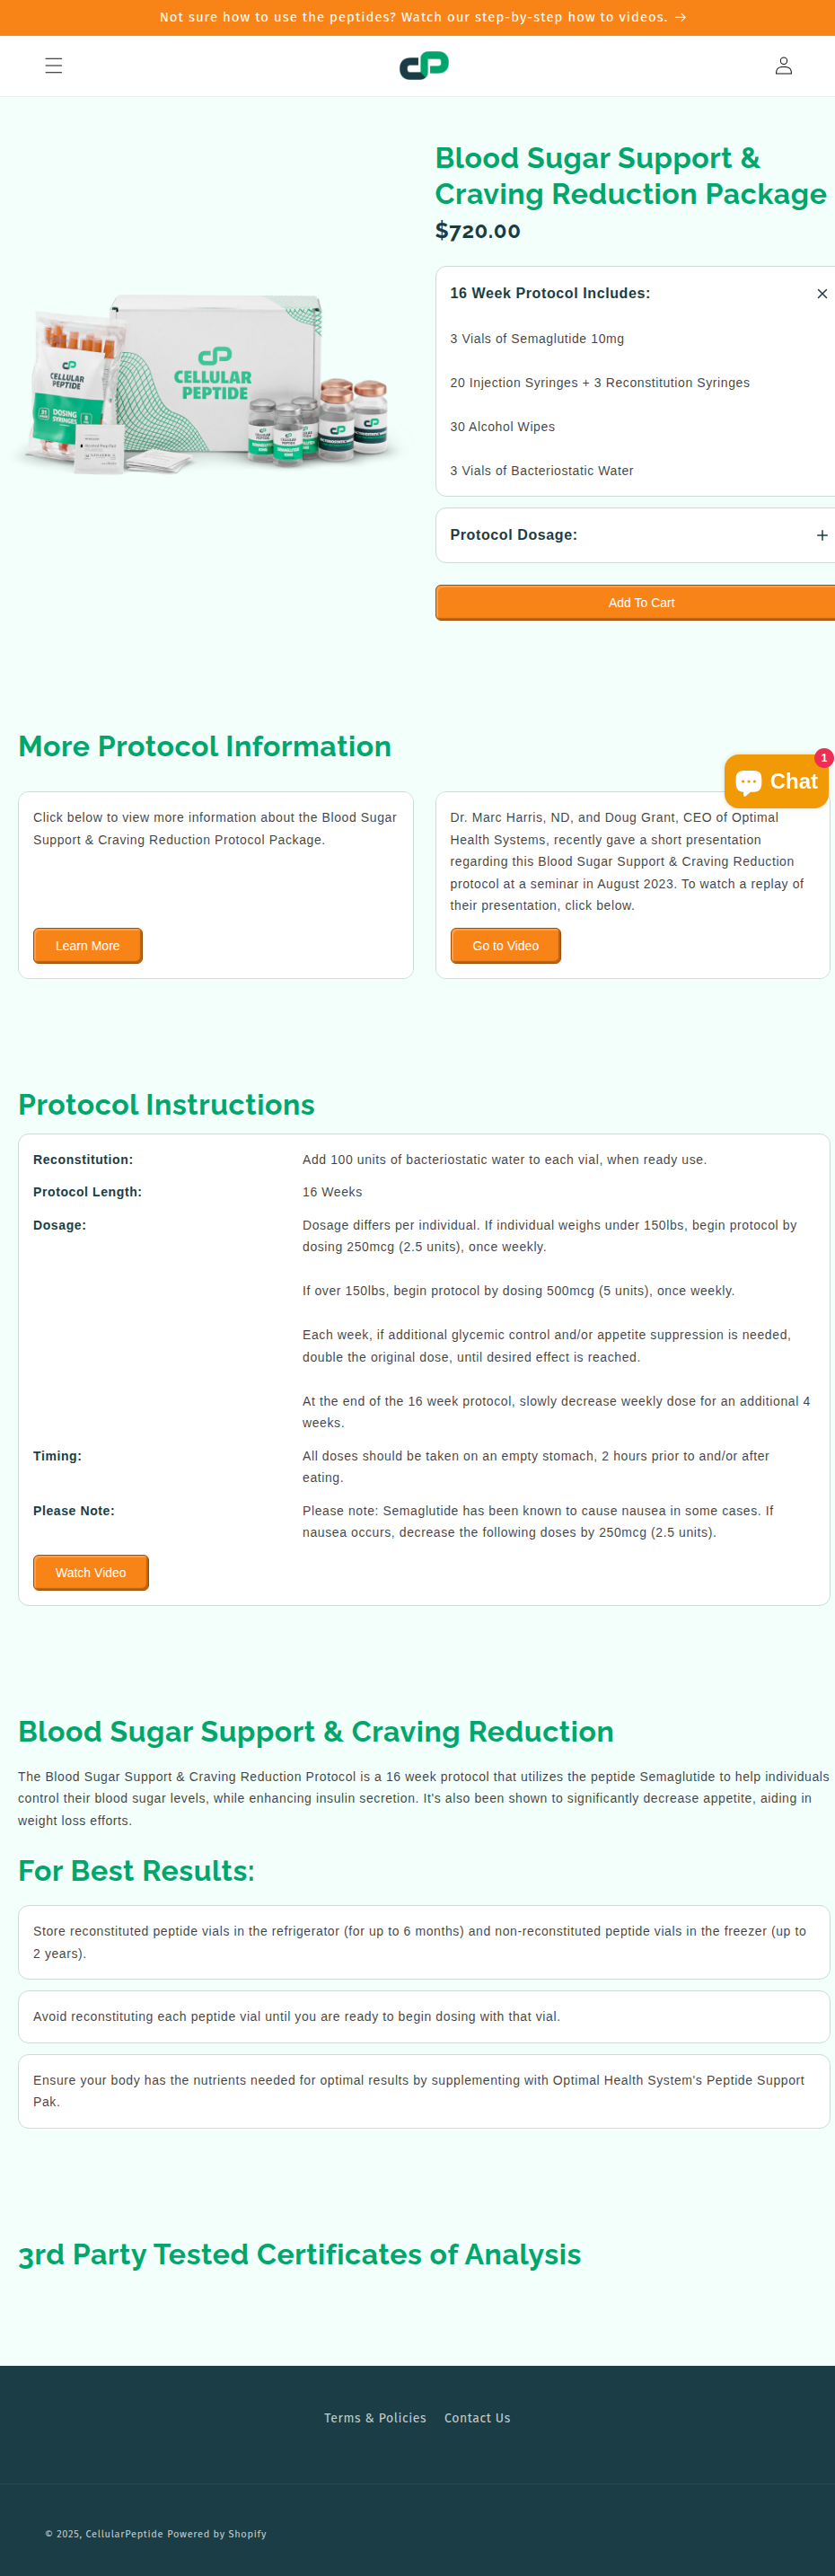 Not sure how to use the peptides? Watch our step-by-step how to videos. →
Blood Sugar Support &
Craving Reduction Package
$720.00
16 Week Protocol Includes:
3 Vials of Semaglutide 10mg
20 Injection Syringes + 3 Reconstitution Syringes
30 Alcohol Wipes
3 Vials of Bacteriostatic Water
CELLULAR
PEPTIDE
CELLULAR
PEPTIDE
DOSING
SYRINGES
Protocol Dosage:
Add To Cart
More Protocol Information
1
Chat
Click below to view more information about the Blood Sugar
Support & Craving Reduction Protocol Package.
Learn More
Dr. Marc Harris, ND, and Doug Grant, CEO of Optimal
Health Systems, recently gave a short presentation
regarding this Blood Sugar Support & Craving Reduction
protocol at a seminar in August 2023. To watch a replay of
their presentation, click below.
Go to Video
Protocol Instructions
Reconstitution:
Add 100 units of bacteriostatic water to each vial, when ready use.
Protocol Length:
16 Weeks
Dosage:
Dosage differs per individual. If individual weighs under 150lbs, begin protocol by
dosing 250mcg (2.5 units), once weekly.
If over 150lbs, begin protocol by dosing 500mcg (5 units), once weekly.
Each week, if additional glycemic control and/or appetite suppression is needed,
double the original dose, until desired effect is reached.
At the end of the 16 week protocol, slowly decrease weekly dose for an additional 4
weeks.
Timing:
All doses should be taken on an empty stomach, 2 hours prior to and/or after
eating.
Please Note:
Please note: Semaglutide has been known to cause nausea in some cases. If
nausea occurs, decrease the following doses by 250mcg (2.5 units).
Watch Video
Blood Sugar Support & Craving Reduction
The Blood Sugar Support & Craving Reduction Protocol is a 16 week protocol that utilizes the peptide Semaglutide to help individuals
control their blood sugar levels, while enhancing insulin secretion. It's also been shown to significantly decrease appetite, aiding in
weight loss efforts.
For Best Results:
Store reconstituted peptide vials in the refrigerator (for up to 6 months) and non-reconstituted peptide vials in the freezer (up to
2 years).
Avoid reconstituting each peptide vial until you are ready to begin dosing with that vial.
Ensure your body has the nutrients needed for optimal results by supplementing with Optimal Health System's Peptide Support
Pak.
3rd Party Tested Certificates of Analysis
Terms & Policies
Contact Us
© 2025, CellularPeptide Powered by Shopify